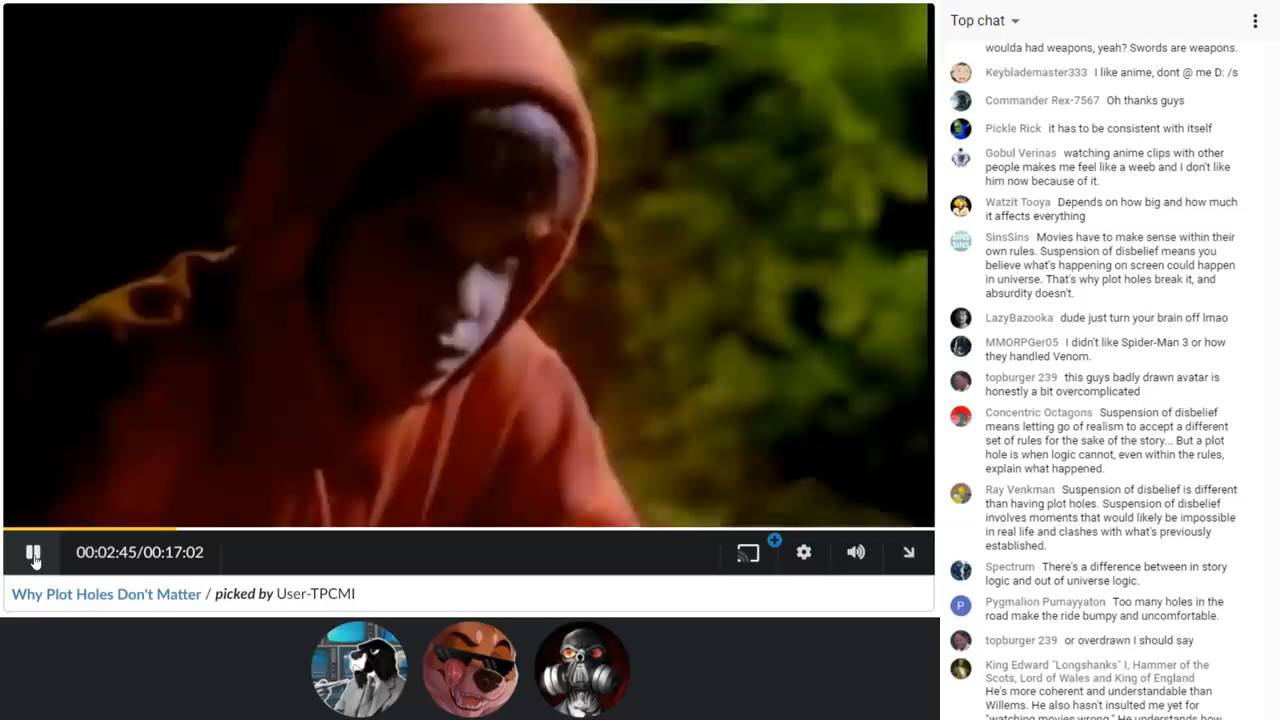 Top chat
woulda had weapons, yeah? Swords are weapons.
Keyblademaster333 I like anime, dont @ me D: /s
Commander Rex-7567 Oh thanks guys
Pickle Rick it has to be consistent with itself
Gobul Verinas watching anime clips with other
people makes me feel like a weeb and I don't like
him now because of it.
Watzit Tooya Depends on how big and how much
it affects everything
SinsSins Movies have to make sense within their
own rules. Suspension of disbelief means you
believe what's happening on screen could happen
in universe. That's why plot holes break it, and
absurdity doesn't.
LazyBazooka dude just turn your brain off lmao
MMORPGer05 I didn't like Spider-Man 3 or how
they handled Venom.
topburger 239 this guys badly drawn avatar is
honestly a bit overcomplicated
Concentric Octagons Suspension of disbelief
means letting go of realism to accept a different
set of rules for the sake of the story... But a plot
hole is when logic cannot, even within the rules,
explain what happened.
Ray Venkman Suspension of disbelief is different
than having plot holes. Suspension of disbelief
involves moments that would likely be impossible
in real life and clashes with what's previously
established.
Spectrum There's a difference between in story
logic and out of universe logic.
P
Pygmalion Pumayyaton Too many holes in the
road make the ride bumpy and uncomfortable.
topburger 239 or overdrawn I should say
King Edward "Longshanks" I, Hammer of the
Scots, Lord of Wales and King of England
He's more coherent and understandable than
Willems. He also hasn't insulted me yet for
"watching movies wrong." He understands how
SINS
SINS
00:02:45/00:17:02
Why Plot Holes Don't Matter / picked by User-TPCMI